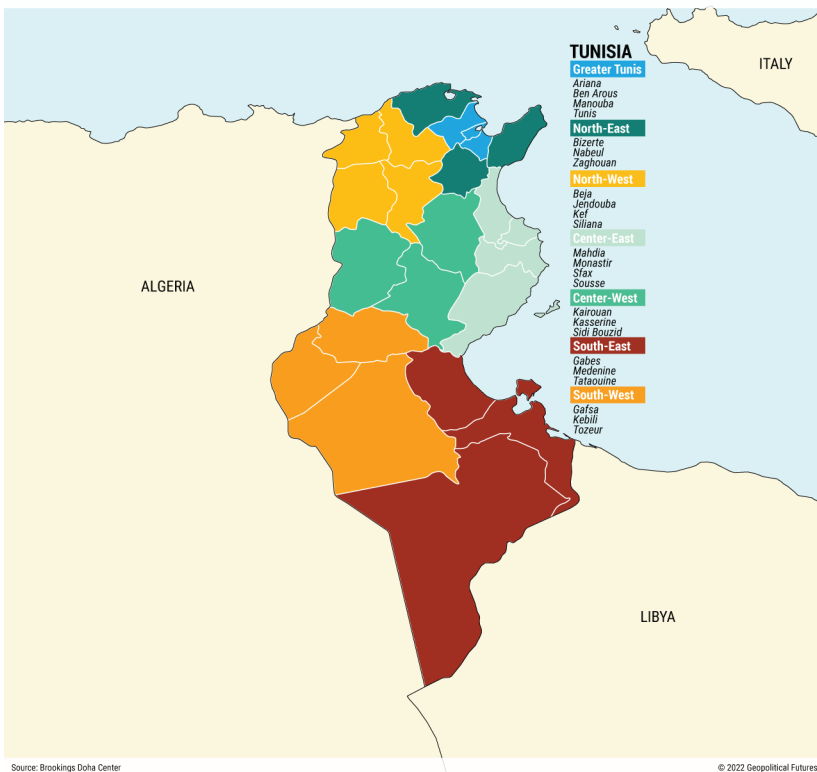 TUNISIA
Greater Tunis
Ariana
Ben Arous
Manouba
Tunis
North-East
Bizerte
Nabeul
Zaghouan
North-West
Beja
Jendouba
Kef
Siliana
Center-East
Mahdia
Monastir
Sfax
Sousse
Center-West
Kairouan
Kasserine
Sidi Bouzid
South-East
Gabes
Medenine
Tataouine
South-West
Gafsa
Kebili
Tozeur
ITALY
ALGERIA
LIBYA
Source: Brookings Doha Center
© 2022 Geopolitical Futures